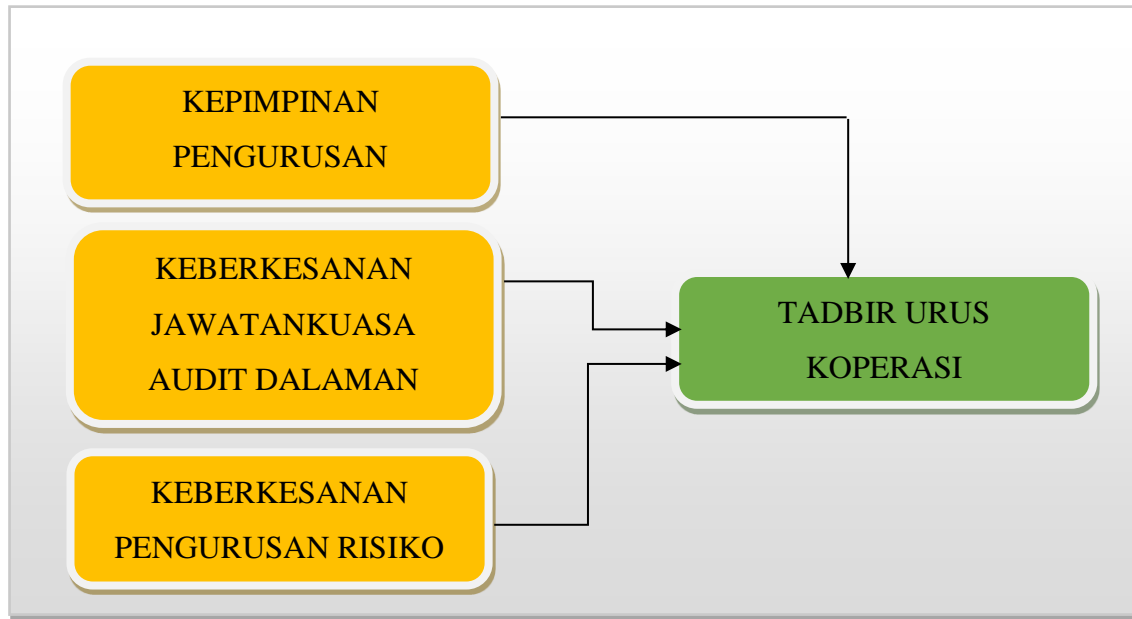 KEPIMPINAN
PENGURUSAN
KEBERKESANAN
JAWATANKUASA
AUDIT DALAMAN
KEBERKESANAN
PENGURUSAN RISIKO
TADBIR URUS
KOPERASI